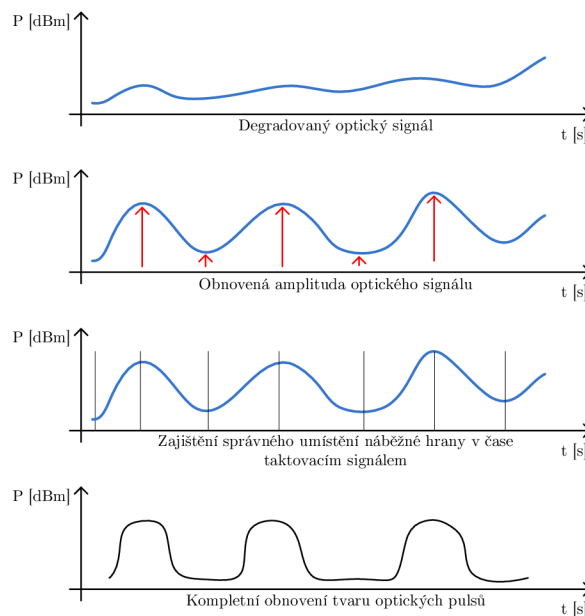 P [dBm]
Degradovaný optický signál
t [s]
P [dBm]
Obnovená amplituda optického signálu
t [s]
P [dBm]
Zajištění správného umístění náběžné hrany v čase
taktovacím signálem
t [s]
P [dBm]
Kompletní obnovení tvaru optických pulsů
t [s]